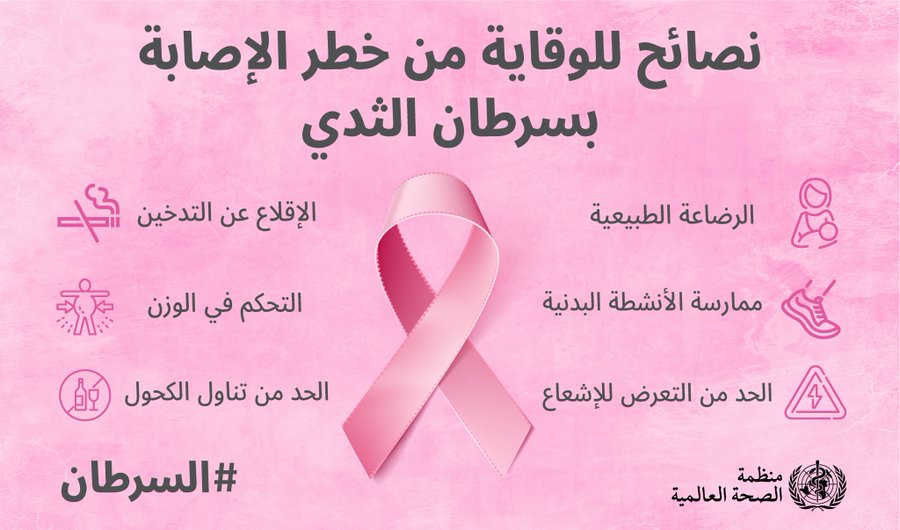 نصائح للوقاية من خطر الإصابة
بسرطان الثدي
الرضاعة الطبيعية
ممارسة الأنشطة البدنية
الحد من التعرض للإشعاع
الإقلاع عن التدخين
التحكم في الوزن
الحد من تناول الكحول
منظمة
الصحة العالمية
#السرطان